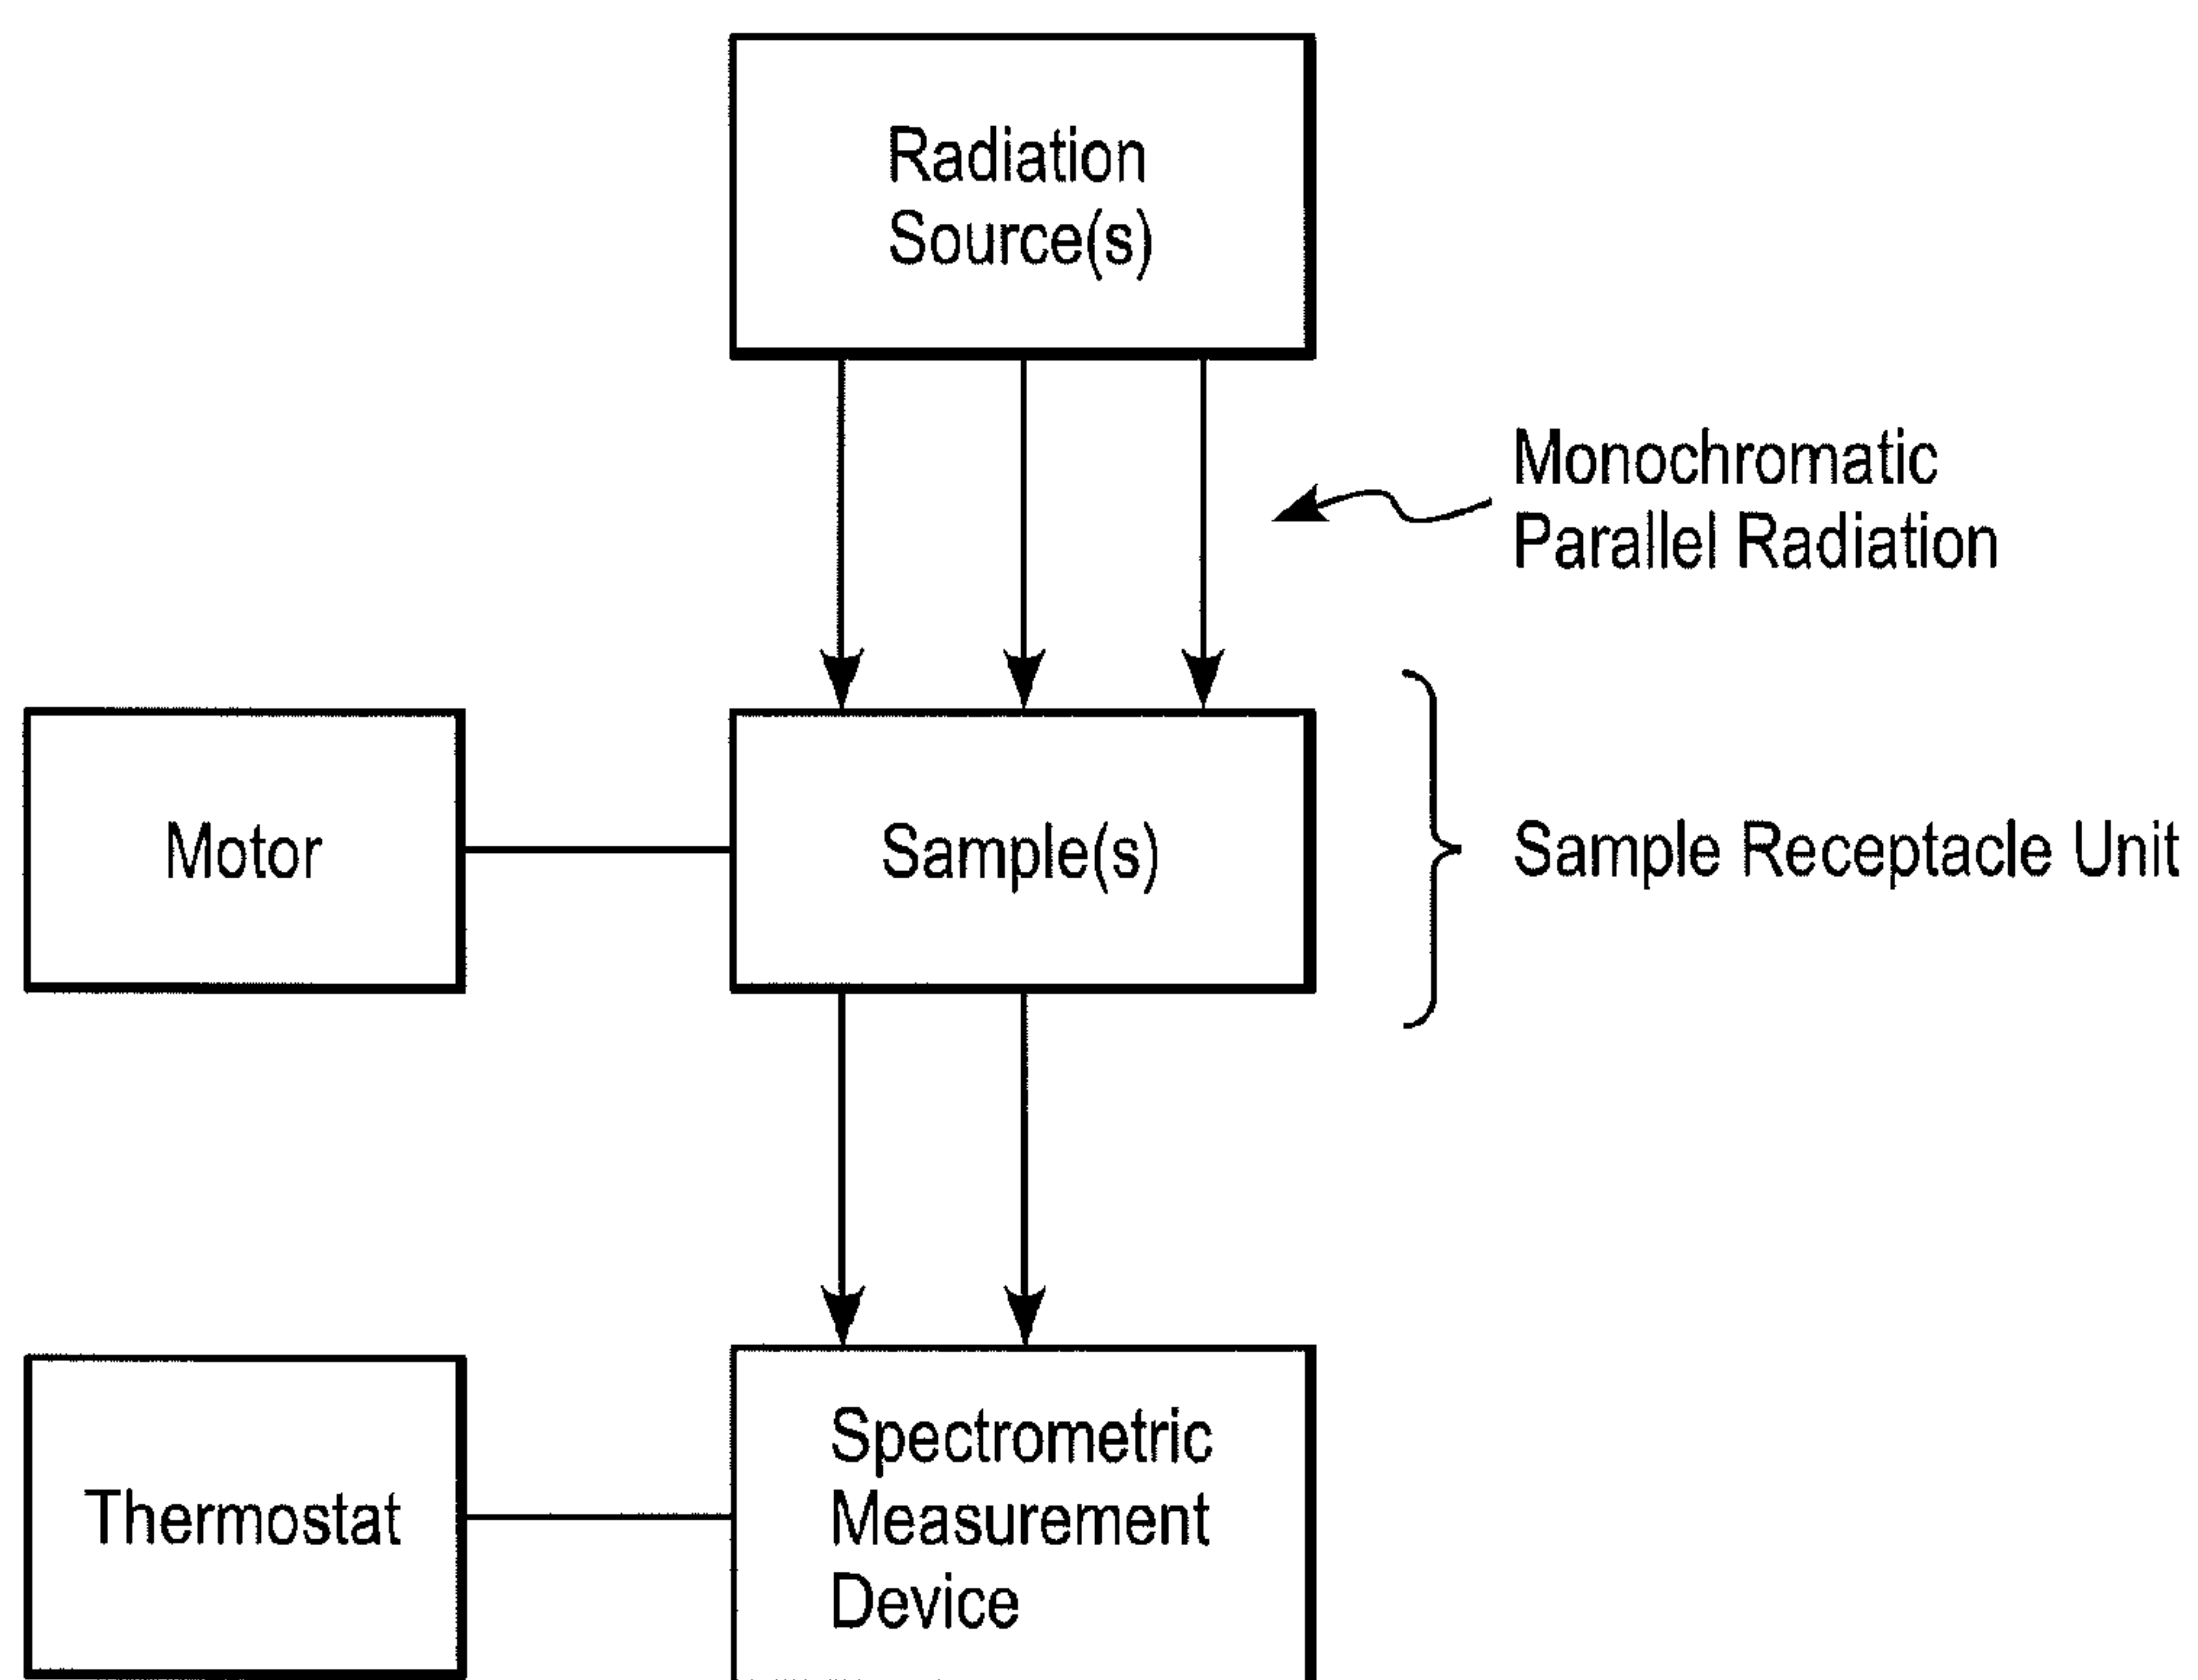 Radiation
Source(s)
Monochromatic
Parallel Radiation
Motor
Sample(s)
Sample Receptacle Unit
Thermostat
Spectrometric
Measurement
Device